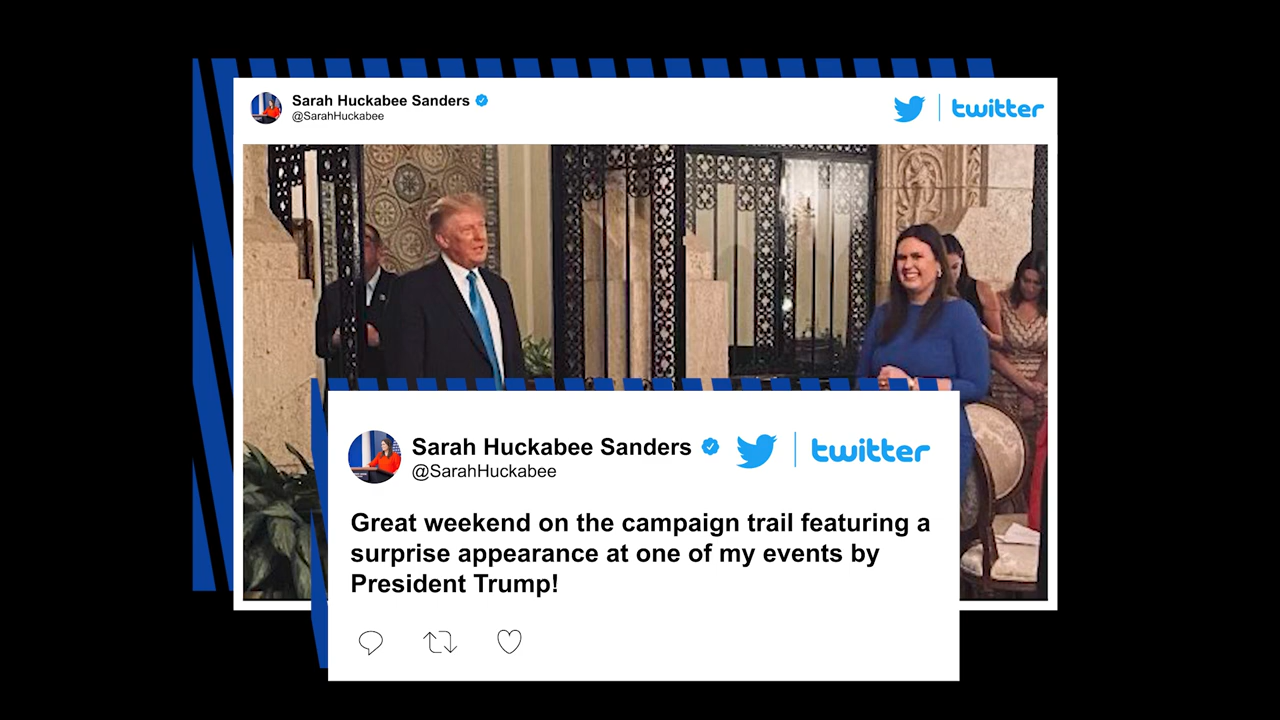 Sarah Huckabee Sanders
@SarahHuckabee
twitter
Sarah Huckabee Sanders
@SarahHuckabee
twitter
Great weekend on the campaign trail featuring a
surprise appearance at one of my events by
President Trump!